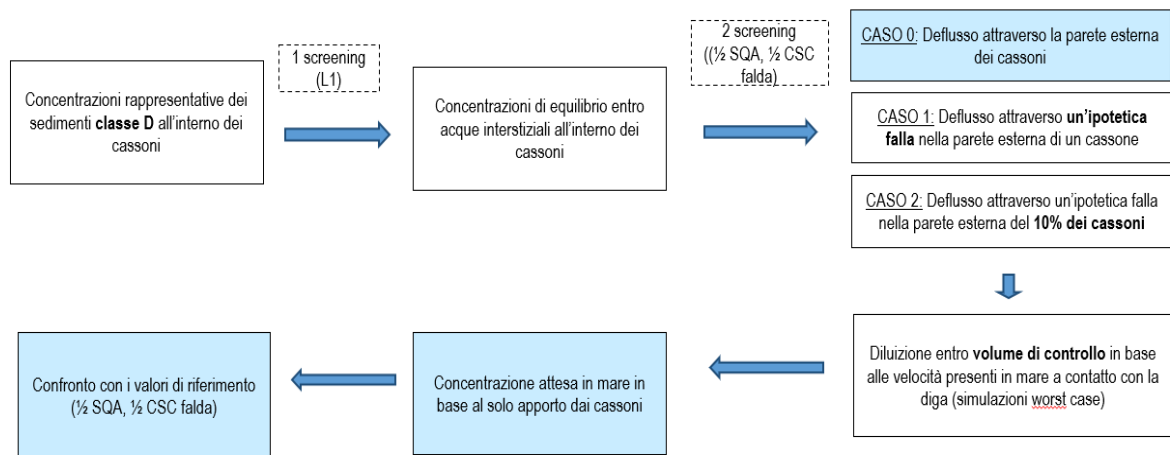 Concentrazioni rappresentative dei
sedimenti classe D all'interno dei
cassoni
1 screening
(L1)
Concentrazioni di equilibrio entro
acque interstiziali all'interno dei
cassoni
2 screening
((½ SQA, ½ CSC
falda)
CASO 0: Deflusso attraverso la parete esterna
dei cassoni
CASO 1: Deflusso attraverso un'ipotetica
falla nella parete esterna di un cassone
CASO 2: Deflusso attraverso un'ipotetica falla
nella parete esterna del 10% dei cassoni
Diluizione entro volume di controllo in base
alle velocità presenti in mare a contatto con la
diga (simulazioni worst case)
Concentrazione attesa in mare in
base al solo apporto dai cassoni
Confronto con i valori di riferimento
(½ SQA, ½ CSC falda)